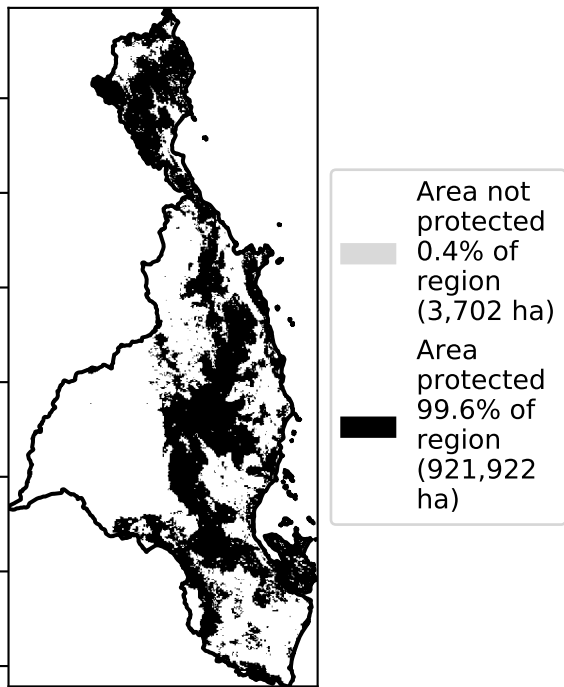 Area not
protected
0.4% of
region
(3,702 ha)
Area
protected
99.6% of
region
(921,922
ha)